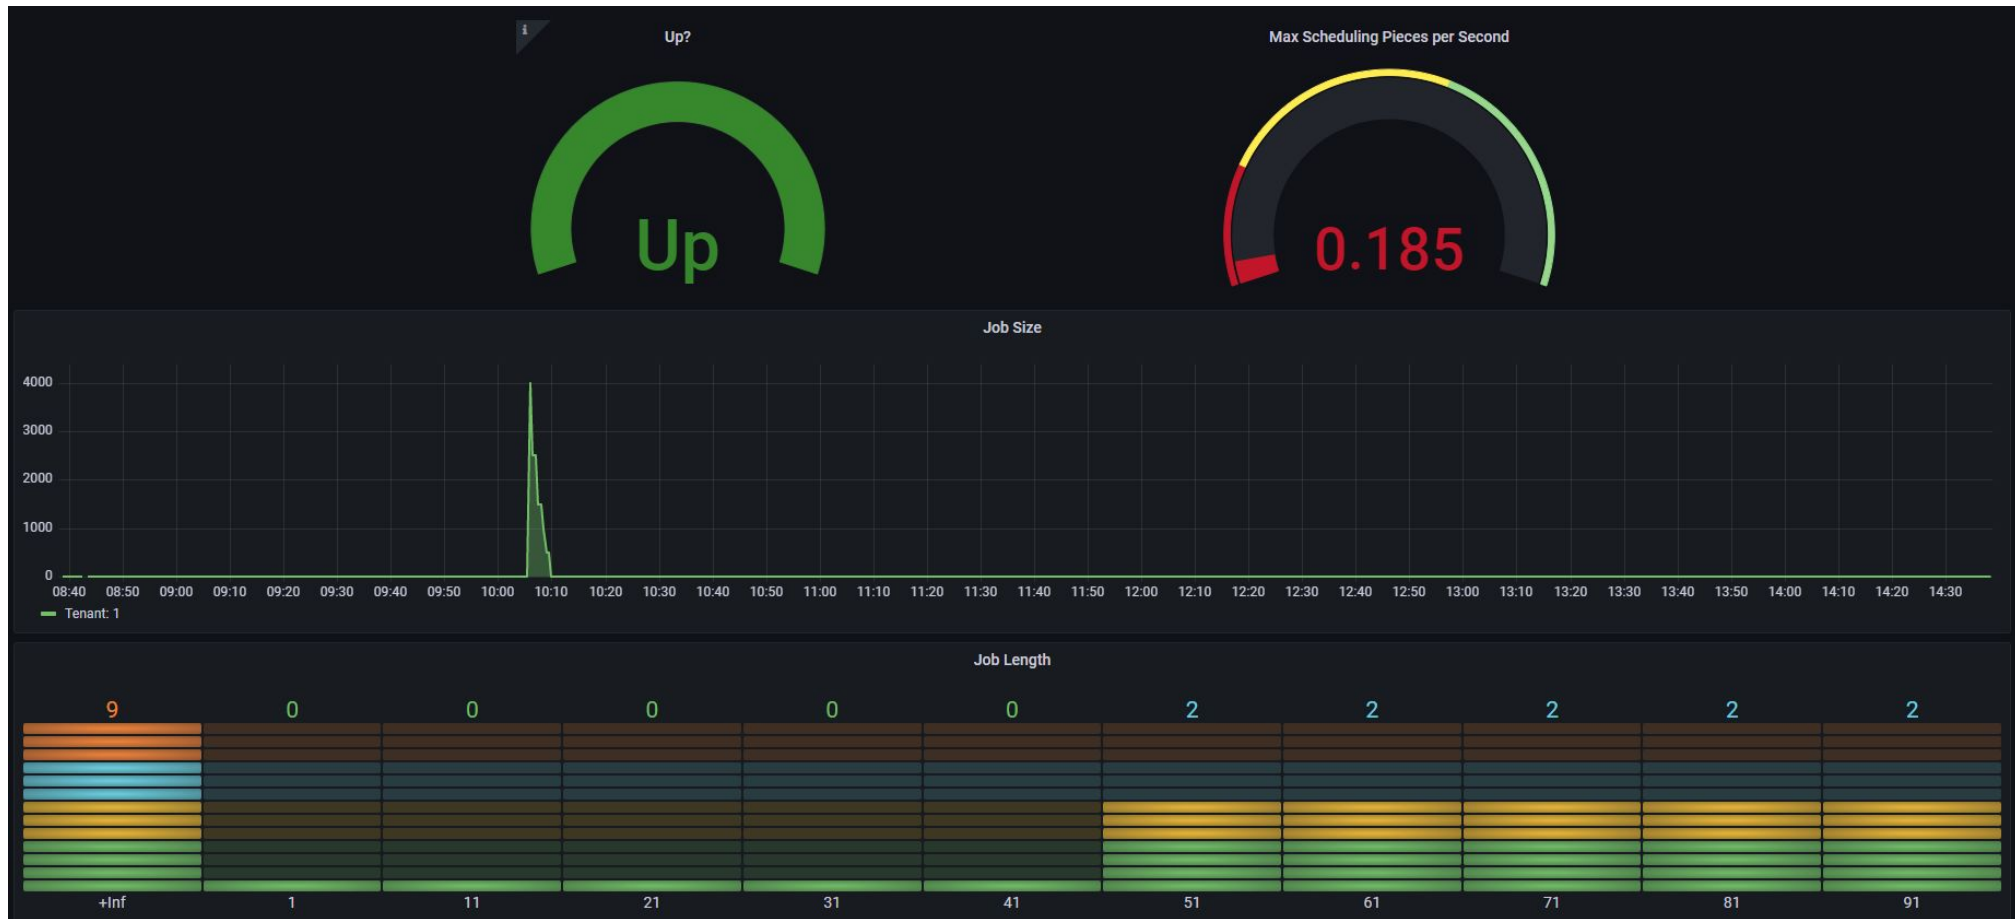 Up?
Max Scheduling Pieces per Second
Up
0.185
Job Size
4000
3000
2000
1000
0
08:40 08:50 09:00 09:10 09:20 09:30 09:40 09:50 10:00 10:10 10:20 10:30 10:40 10:50 11:00 11:10 11:20 11:30 11:40 11:50 12:00 12:10 12:20 12:30 12:40 12:50 13:00 13:10 13:20 13:30 13:40 13:50 14:00 14:10 14:20 14:30
Tenant: 1
Job Length
9 0 0 0 0 0 2 2 2 2 2
+Inf 1 11 21 31 41 51 61 71 81 91